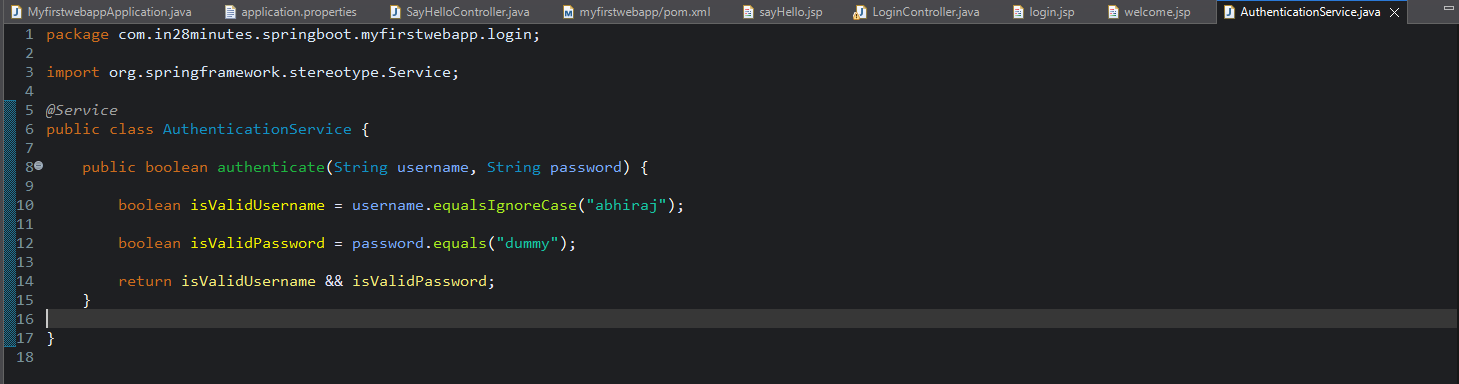 MyfirstwebappApplication.java application.properties SayHelloController.java myfirstwebapp/pom.xml sayHello.jsp LoginController.java login.jsp welcome.jsp AuthenticationService.java
1 package com.in28minutes.springboot.myfirstwebapp.login;
2
3 import org.springframework.stereotype.Service;
4
5 @Service
6 public class AuthenticationService {
7
8 public boolean authenticate(String username, String password) {
9
10 boolean isValidUsername = username.equalsIgnoreCase("abhiraj");
11
12 boolean isValidPassword = password.equals("dummy");
13
14 return isValidUsername && isValidPassword;
15 }
16
17 }
18